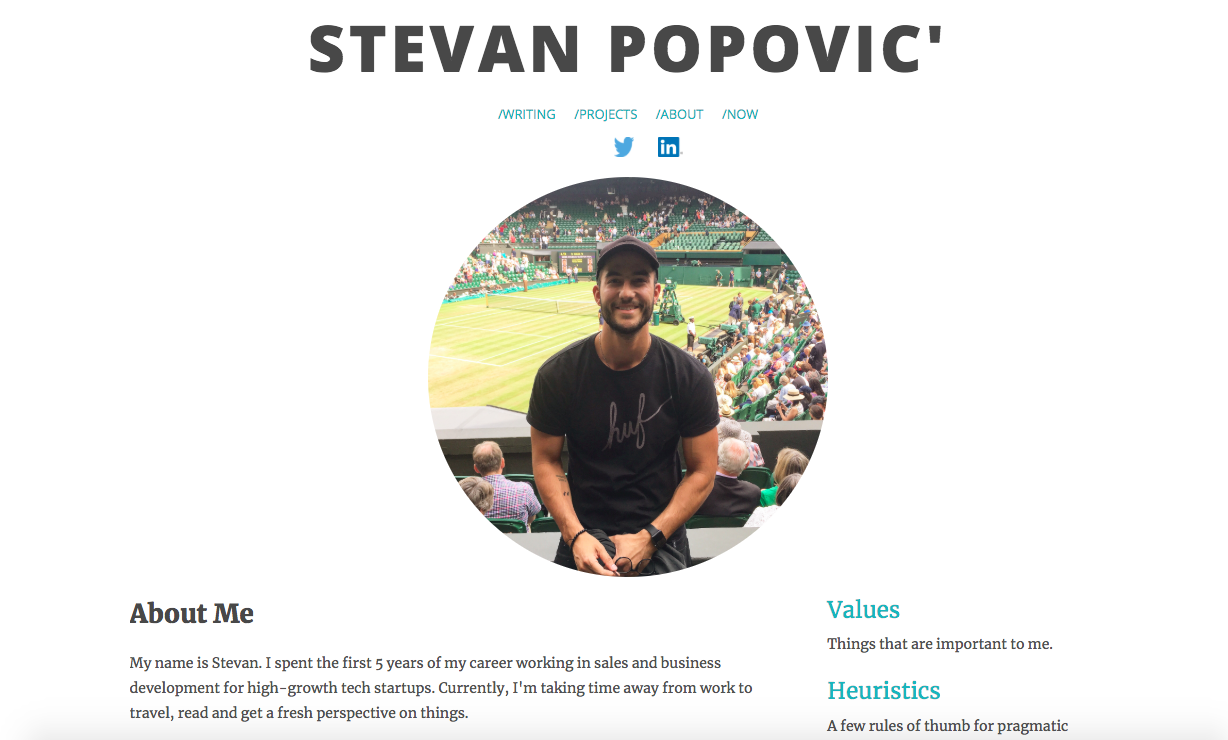 STEVAN POPOVIC'
/WRITING /PROJECTS /ABOUT /NOW
in
huf
About Me
My name is Stevan. I spent the first 5 years of my career working in sales and business
development for high-growth tech startups. Currently, I'm taking time away from work to
travel, read and get a fresh perspective on things.
Values
Things that are important to me.
Heuristics
A few rules of thumb for pragmatic